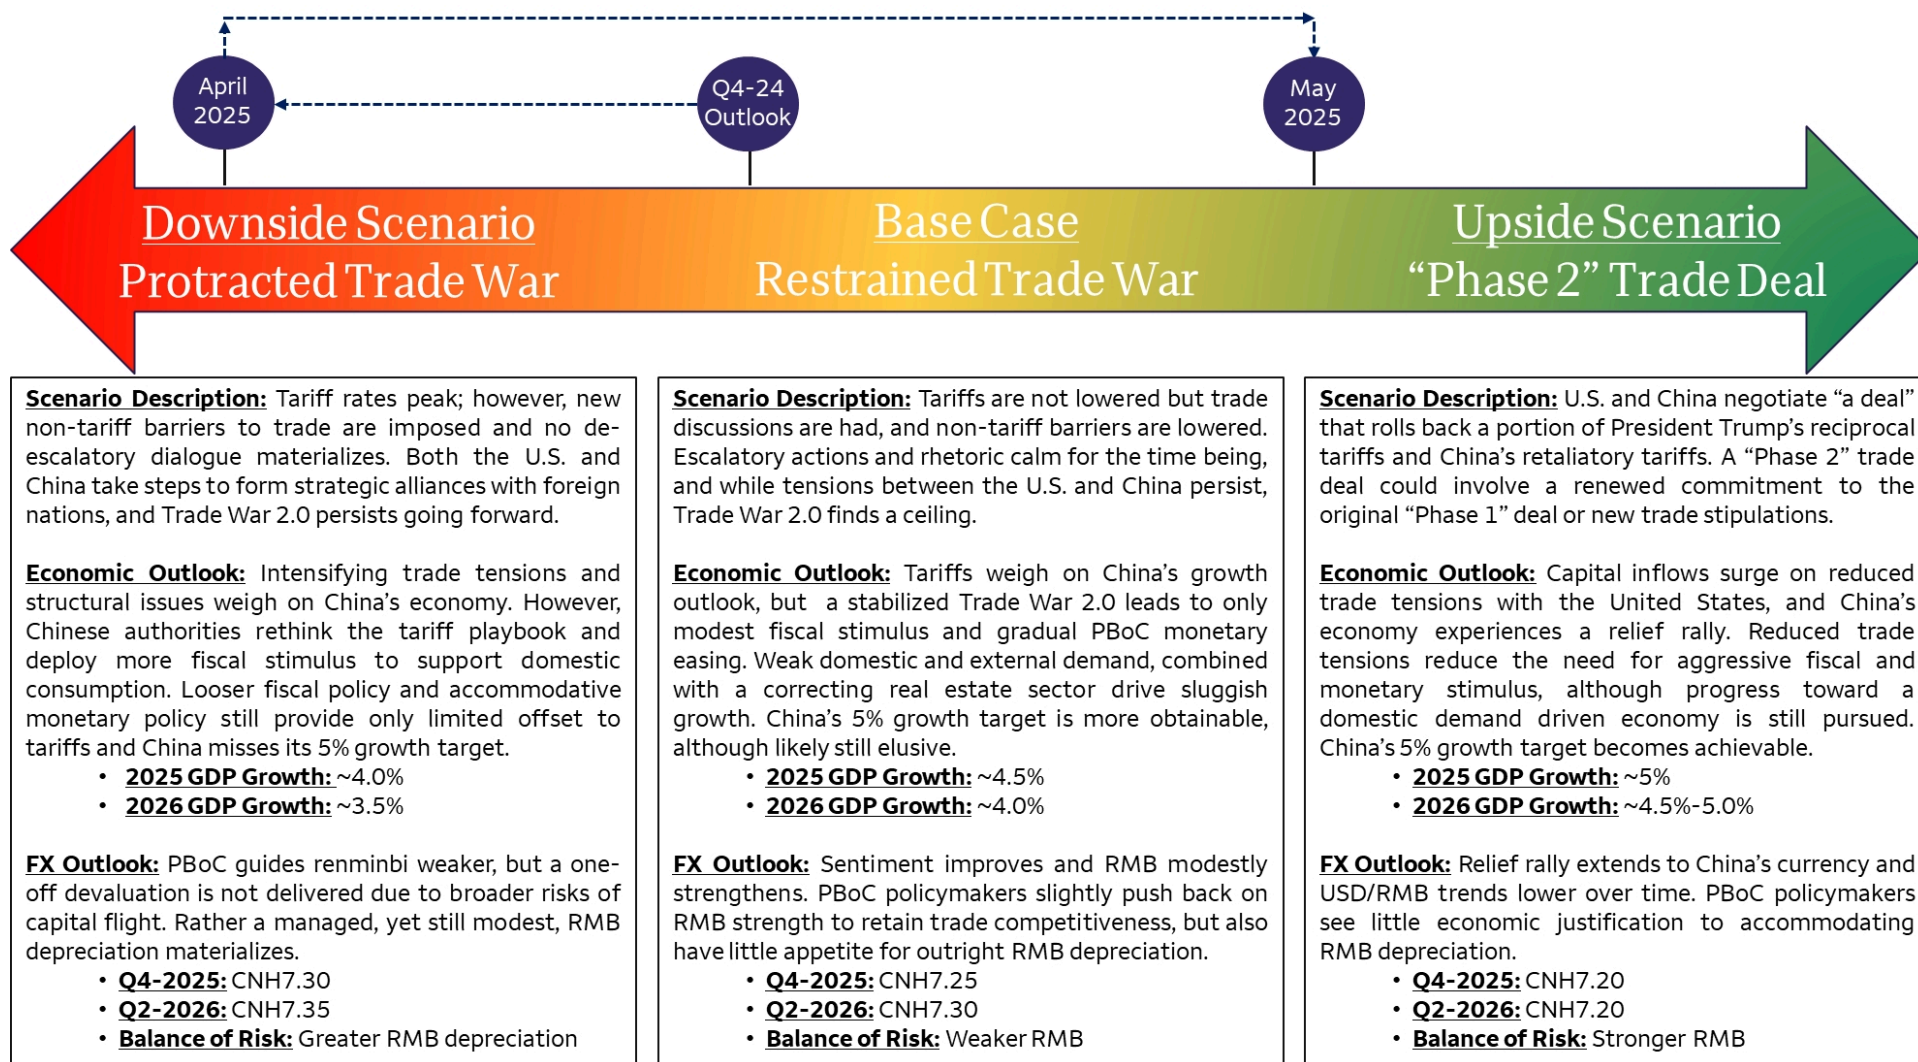 April
2025
Q4-24
Outlook
May
2025
Downside Scenario
Protracted Trade War
Base Case
Restrained Trade War
Upside Scenario
“Phase 2” Trade Deal
Scenario Description: Tariff rates peak; however, new
non-tariff barriers to trade are imposed and no de-
escalatory dialogue materializes. Both the U.S. and
China take steps to form strategic alliances with foreign
nations, and Trade War 2.0 persists going forward.
Economic Outlook: Intensifying trade tensions and
structural issues weigh on China’s economy. However,
Chinese authorities rethink the tariff playbook and
deploy more fiscal stimulus to support domestic
consumption. Looser fiscal policy and accommodative
monetary policy still provide only limited offset to
tariffs and China misses its 5% growth target.
• 2025 GDP Growth: ~4.0%
• 2026 GDP Growth: ~3.5%
FX Outlook: PBoC guides renminbi weaker, but a one-
off devaluation is not delivered due to broader risks of
capital flight. Rather a managed, yet still modest, RMB
depreciation materializes.
• Q4-2025: CNH7.30
• Q2-2026: CNH7.35
• Balance of Risk: Greater RMB depreciation
Scenario Description: Tariffs are not lowered but trade
discussions are had, and non-tariff barriers are lowered.
Escalatory actions and rhetoric calm for the time being,
and while tensions between the U.S. and China persist,
Trade War 2.0 finds a ceiling.
Economic Outlook: Tariffs weigh on China’s growth
outlook, but a stabilized Trade War 2.0 leads to only
modest fiscal stimulus and gradual PBoC monetary
easing. Weak domestic and external demand, combined
with a correcting real estate sector drive sluggish
growth. China’s 5% growth target is more obtainable,
although likely still elusive.
• 2025 GDP Growth: ~4.5%
• 2026 GDP Growth: ~4.0%
FX Outlook: Sentiment improves and RMB modestly
strengthens. PBoC policymakers slightly push back on
RMB strength to retain trade competitiveness, but also
have little appetite for outright RMB depreciation.
• Q4-2025: CNH7.25
• Q2-2026: CNH7.30
• Balance of Risk: Weaker RMB
Scenario Description: U.S. and China negotiate “a deal”
that rolls back a portion of President Trump’s reciprocal
tariffs and China’s retaliatory tariffs. A “Phase 2” trade
deal could involve a renewed commitment to the
original “Phase 1” deal or new trade stipulations.
Economic Outlook: Capital inflows surge on reduced
trade tensions with the United States, and China’s
economy experiences a relief rally. Reduced trade
tensions reduce the need for aggressive fiscal and
monetary stimulus, although progress toward a
domestic demand driven economy is still pursued.
China’s 5% growth target becomes achievable.
• 2025 GDP Growth: ~5%
• 2026 GDP Growth: ~4.5%-5.0%
FX Outlook: Relief rally extends to China’s currency and
USD/RMB trends lower over time. PBoC policymakers
see little economic justification to accommodating
RMB depreciation.
• Q4-2025: CNH7.20
• Q2-2026: CNH7.20
• Balance of Risk: Stronger RMB